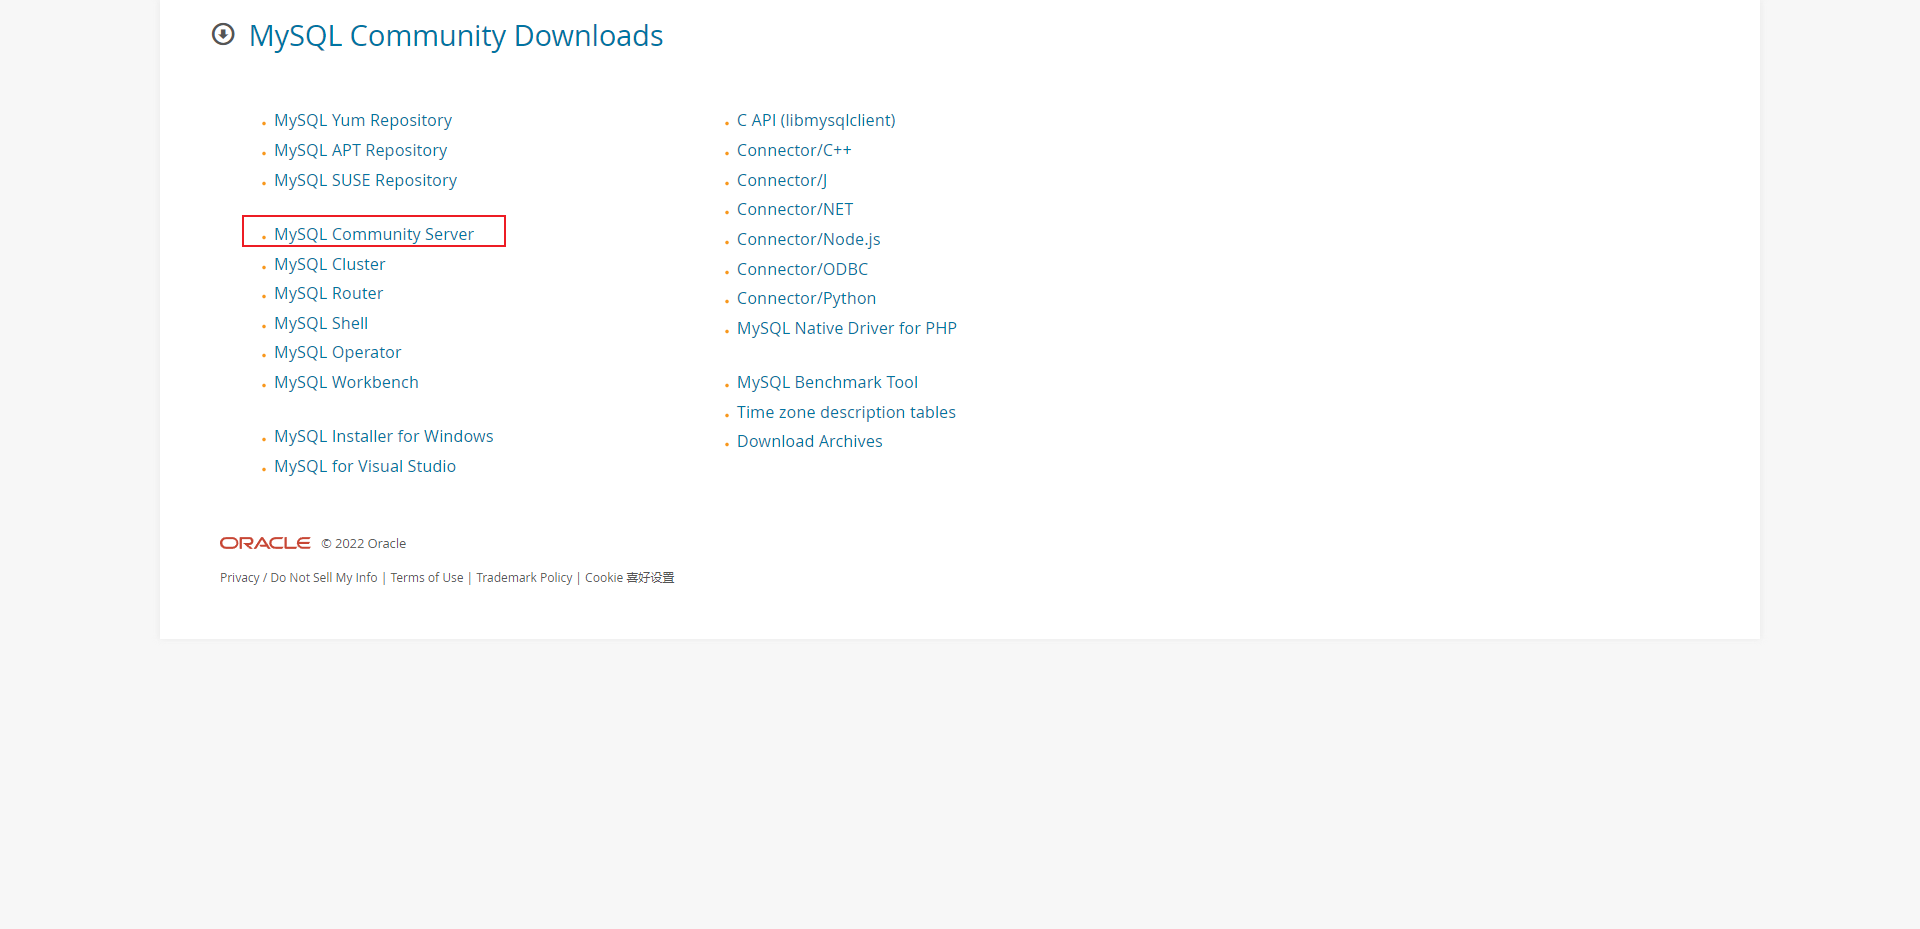 MySQL Community Downloads
MySQL Yum Repository
MySQL APT Repository
MySQL SUSE Repository
MySQL Community Server
MySQL Cluster
MySQL Router
MySQL Shell
MySQL Operator
MySQL Workbench
MySQL Installer for Windows
MySQL for Visual Studio
C API (libmysqlclient)
Connector/C++
Connector/J
Connector/NET
Connector/Node.js
Connector/ODBC
Connector/Python
MySQL Native Driver for PHP
MySQL Benchmark Tool
Time zone description tables
Download Archives
ORACLE © 2022 Oracle
Privacy / Do Not Sell My Info | Terms of Use | Trademark Policy | Cookie 喜好设置